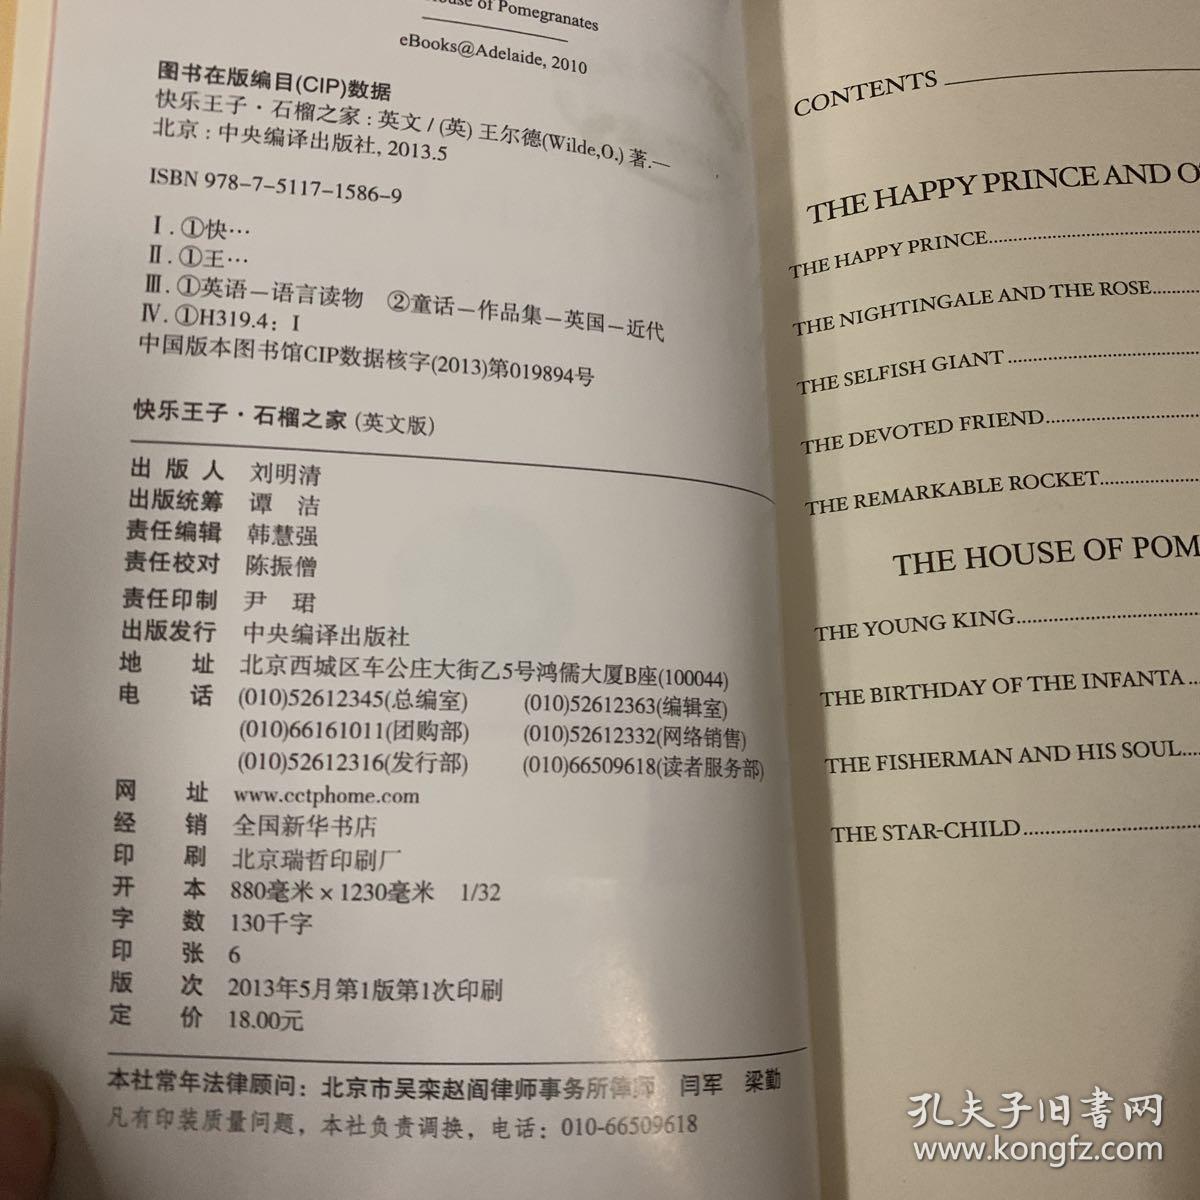 House of Pomegranates
eBooks@Adelaide, 2010
图书在版编目(CIP)数据
快乐王子·石榴之家:英文/(英)王尔德(Wilde,O.)著.—
北京:中央编译出版社,2013.5
ISBN 978-7-5117-1586-9
Ⅰ.①快…
Ⅱ.①王…
Ⅲ.①英语—语言读物 ②童话—作品集—英国—近代
Ⅳ.①H319.4:I
中国版本图书馆CIP数据核字(2013)第019894号
快乐王子·石榴之家(英文版)
出版人 刘明清
出版统筹 谭 洁
责任编辑 韩慧强
责任校对 陈振僧
责任印制 尹 珺
出版发行 中央编译出版社
地 址 北京西城区车公庄大街乙5号鸿儒大厦B座(100044)
电 话 (010)52612345(总编室) (010)52612363(编辑室)
(010)66161011(团购部) (010)52612332(网络销售)
(010)52612316(发行部) (010)66509618(读者服务部)
网 址 www.cctphome.com
经 销 全国新华书店
印 刷 北京瑞哲印刷厂
开 本 880毫米×1230毫米 1/32
字 数 130千字
印 张 6
版 次 2013年5月第1版第1次印刷
定 价 18.00元
本社常年法律顾问:北京市吴栾赵阎律师事务所律师 闫军 梁勤
凡有印装质量问题,本社负责调换,电话:010-66509618
CONTENTS
THE HAPPY PRINCE AND
THE HAPPY PRINCE
THE NIGHTINGALE AND THE ROSE
THE SELFISH GIANT
THE DEVOTED FRIEND
THE REMARKABLE ROCKET
THE HOUSE OF POM
THE YOUNG KING
THE BIRTHDAY OF THE INFANTA
THE FISHERMAN AND HIS SOUL
THE STAR-CHILD
孔夫子旧书网
www.kongfz.com